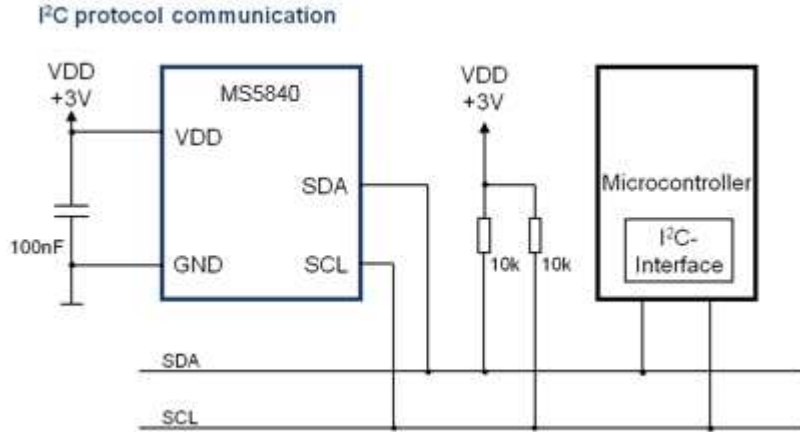 I²C protocol communication
VDD
+3V
MS5840
VDD
SDA
100nF
GND
SCL
VDD
+3V
10k
10k
Microcontroller
I²C-
Interface
SDA
SCL